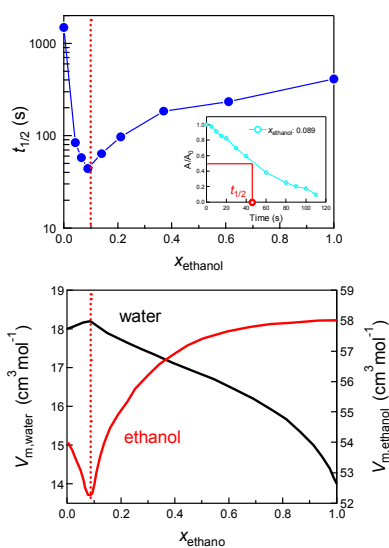 1000
100
10
t1/2 (s)
0.0 0.2 0.4 0.6 0.8 1.0
xethanol
xethanol: 0.089
A/A0
1.0
0.8
0.6
0.4
0.2
0.0
t1/2
0 20 40 60 80 100 120
Time (s)
19
18
17
16
15
14
Vm,water (cm3 mol-1)
water
ethanol
59
58
57
56
55
54
53
52
Vm,ethanol (cm3 mol-1)
0.0 0.2 0.4 0.6 0.8 1.0
xethano